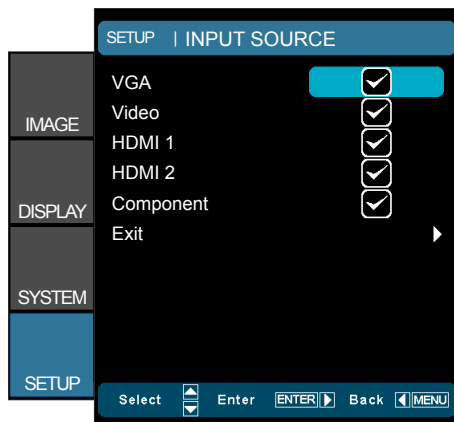 SETUP | INPUT SOURCE
VGA
Video
HDMI 1
HDMI 2
Component
Exit
IMAGE
DISPLAY
SYSTEM
SETUP
Select Enter ENTER Back MENU